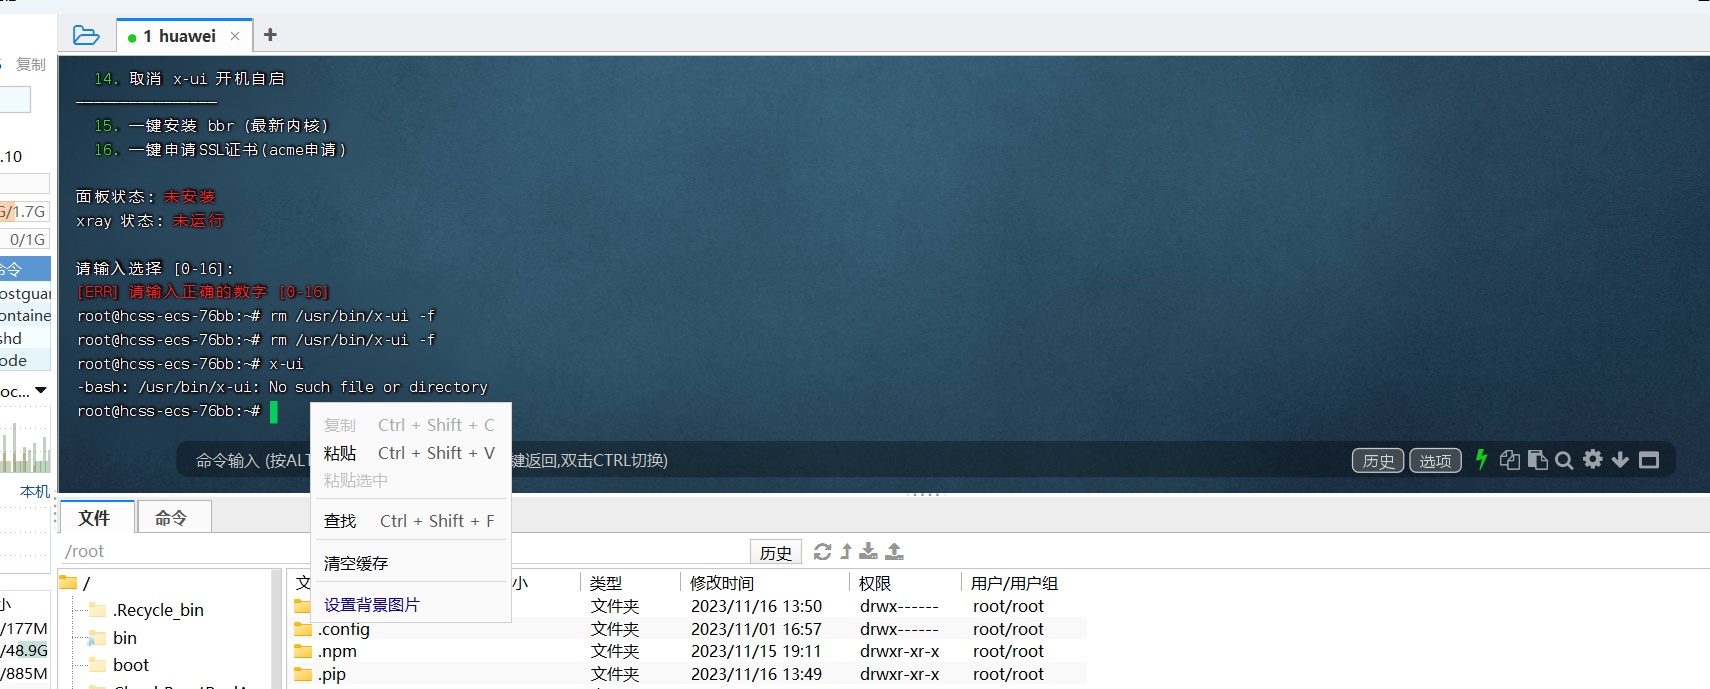 1 huawei
复制
14. 取消 x-ui 开机自启
————————————————
15. 一键安装 bbr (最新内核)
16. 一键申请SSL证书(acme申请)
.10
面板状态: 未安装
G/1.7G
xray 状态: 未运行
0/1G
命令
请输入选择 [0-16]:
[ERR] 请输入正确的数字 [0-16]
ostguar
root@hcss-ecs-76bb:~# rm /usr/bin/x-ui -f
ontaine
root@hcss-ecs-76bb:~# rm /usr/bin/x-ui -f
shd
root@hcss-ecs-76bb:~# x-ui
ode
-bash: /usr/bin/x-ui: No such file or directory
oc...
root@hcss-ecs-76bb:~#
复制 Ctrl + Shift + C
粘贴 Ctrl + Shift + V
粘贴选中
查找 Ctrl + Shift + F
清空缓存
设置背景图片
命令输入 (按ALT
键返回,双击CTRL切换)
历史 选项
本机
文件 命令
/root
历史
/
文
小 类型 修改时间 权限 用户/用户组
文件夹 2023/11/16 13:50 drwx------ root/root
.config 文件夹 2023/11/01 16:57 drwx------ root/root
.npm 文件夹 2023/11/15 19:11 drwxr-xr-x root/root
.pip 文件夹 2023/11/16 13:49 drwxr-xr-x root/root
.Recycle_bin
bin
boot
小
/177M
/48.9G
/885M